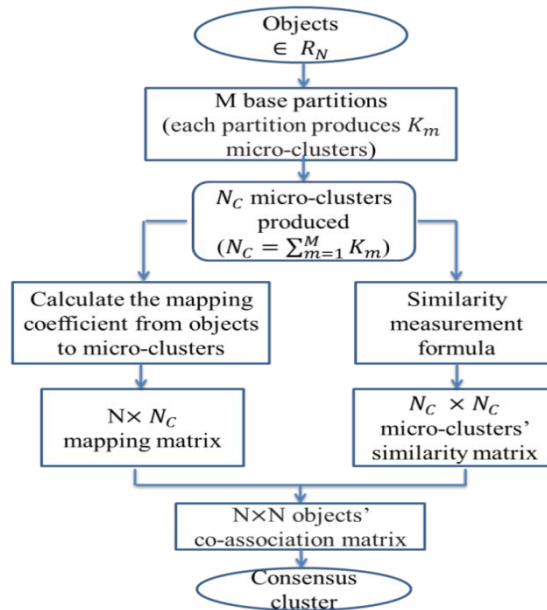 Objects
∈ R_N
M base partitions
(each partition produces K_m
micro-clusters)
N_C micro-clusters
produced
(N_C = ∑_{m=1}^{M} K_m)
Calculate the mapping
coefficient from objects
to micro-clusters
Similarity
measurement
formula
N× N_C
mapping matrix
N_C × N_C
micro-clusters’
similarity matrix
N×N objects’
co-association matrix
Consensus
cluster